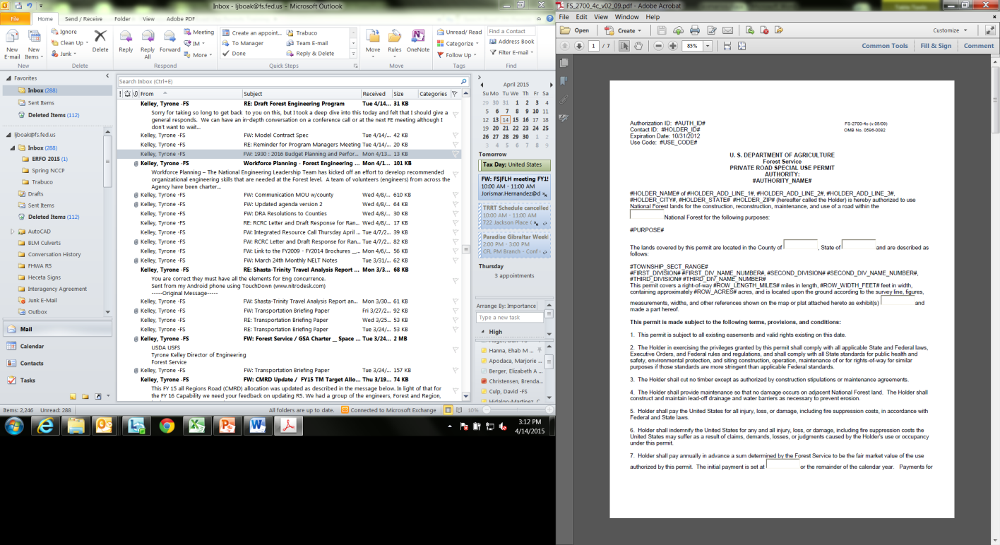 Inbox - ljboak@fs.fed.us - Microsoft Outlook
File Home Send / Receive Folder View Adobe PDF
New E-mail
New Items
New
Ignore
Clean Up
Junk
Delete
Delete
Reply
Reply All
Forward
Meeting
IM
More
Respond
Create an appoint...
To Manager
Done
Trabuco
Team E-mail
Reply & Delete
Quick Steps
Move
Rules
OneNote
Move
Unread/ Read
Categorize
Follow Up
Tags
Find a Contact
Address Book
Filter E-mail
Find
Favorites
Inbox (288)
Sent Items
Deleted Items (112)
ljboak@fs.fed.us
Inbox (288)
ERFO 2015 (1)
Spring NCCP
Trabuco
Drafts
Sent Items
Deleted Items (112)
AutoCAD
BLM Culverts
Conversation History
FHWA R5
Heceta Signs
Interagency Agreement
Junk E-Mail
Outbox
Mail
Calendar
Contacts
Tasks
Search Inbox (Ctrl+E)
From Subject Received Size Categories
Kelley, Tyrone -FS RE: Draft Forest Engineering Program Tue 4/14... 31 KB
Sorry for taking so long to get back to you on this, but I took a deep dive into this today and felt that I should give a
general responds. We can have an in-depth conversation on a conference call or at the next FE meeting although I
don't want to wait...
Kelley, Tyrone -FS FW: Model Contract Spec Tue 4/14/... 42 KB
Kelley, Tyrone -FS RE: Reminder for Program Managers Meeting Tue 4/14/... 20 KB
Kelley, Tyrone -FS FW: 1930 : 2016 Budget Planning and Perfor... Mon 4/13... 13 KB
Kelley, Tyrone -FS Workforce Planning - Forest Engineering ... Mon 4/1... 101 KB
Workforce Planning – The National Engineering Leadership Team has kicked off an effort to develop recommended
organizational engineering skills that are needed at the Forest level. A team of volunteers (engineers) from across the
Agency have been charter...
Kelley, Tyrone -FS FW: Communication MOU w/county Wed 4/8/... 610 KB
Kelley, Tyrone -FS FW: Updated agenda version 2 Wed 4/8/... 64 KB
Kelley, Tyrone -FS FW: DRA Resolutions to Counties Wed 4/8/... 30 KB
Kelley, Tyrone -FS RE: RCRC Letter and Draft Response for Ran... Wed 4/8/... 17 KB
Kelley, Tyrone -FS FW: Integrated Resource Call Thursday April ... Tue 4/7/2... 39 KB
Kelley, Tyrone -FS FW: RCRC Letter and Draft Response for Ran... Tue 4/7/... 82 KB
Kelley, Tyrone -FS FW: Link to the FY2009 - FY2014 Brochures _... Mon 4/6/... 56 KB
Kelley, Tyrone -FS FW: March 24th Monthly NELT Notes Tue 3/31/... 62 KB
Kelley, Tyrone -FS RE: Shasta-Trinity Travel Analysis Report ... Mon 3/3... 68 KB
You are correct they must have all the elements for Eng concurrence.
Sent from my Android phone using TouchDown (www.nitrodesk.com)
-----Original Message-----
Kelley, Tyrone -FS FW: Shasta-Trinity Travel Analysis Report an... Mon 3/30... 61 KB
Kelley, Tyrone -FS FW: Transportation Briefing Paper Fri 3/27/... 92 KB
Kelley, Tyrone -FS RE: Transportation Briefing Paper Wed 3/25... 53 KB
Kelley, Tyrone -FS RE: Transportation Briefing Paper Tue 3/24/... 53 KB
Kelley, Tyrone -FS FW: Forest Service / GSA Charter __ Space ... Tue 3/24... 2 MB
USDA USFS
Tyrone Kelley Director of Engineering
Forest Service
Kelley, Tyrone -FS FW: Transportation Briefing Paper Tue 3/24/... 157 KB
Kelley, Tyrone -FS FW: CMRD Update / FY15 TM Target Allo... Thu 3/19... 74 KB
This FY 15 all Regions Road (CMRD) allocation was updated as described in the message below. In light of that for
the FY 16 Capability we need your feedback on updating R5. We had a group of the engineers, Forest and Region,
April 2015
Su Mo Tu We Th Fr Sa
29 30 31 1 2 3 4
5 6 7 8 9 10 11
12 13 14 15 16 17 18
19 20 21 22 23 24 25
26 27 28 29 30 1 2
3 4 5 6 7 8 9
Tomorrow
Tax Day; United States
FW: FS|FLH meeting FY1
10:00 AM - 11:00 AM
Jorismar.Hernandez@d
TRRT Schedule cancelled
10:00 AM - 11:00 AM
722 Jackson Place
Paradise Gibraltar Week
2:00 PM - 3:00 PM
CFL PM Branch - Conf
Thursday
3 appointments
Arrange By: Importance
Type a new task
High
Hanna, Ehab M ...
Apodaca, Marjorie ...
Berger, Elizabeth A ...
Christensen, Brenda...
Culp, David -FS
Items: 2,246 Unread: 288 All folders are up to date. Connected to Microsoft Exchange 10%
3:12 PM
4/14/2015
FS_2700_4c_v02_09.pdf - Adobe Acrobat
File Edit View Window Help
Open Create Customize
1 / 7 85% Common Tools Fill & Sign Comment
Authorization ID: #AUTH_ID# FS-2700-4c (v.05/09)
Contact ID: #HOLDER_ID# OMB No. 0596-0082
Expiration Date: 10/31/2012
Use Code: #USE_CODE#
U. S. DEPARTMENT OF AGRICULTURE
Forest Service
PRIVATE ROAD SPECIAL USE PERMIT
AUTHORITY:
#AUTHORITY_NAME#
#HOLDER_NAME# of #HOLDER_ADD_LINE_1#, #HOLDER_ADD_LINE_2#, #HOLDER_ADD_LINE_3#,
#HOLDER_CITY#, #HOLDER_STATE# #HOLDER_ZIP# (hereafter called the Holder) is hereby authorized to use
National Forest lands for the construction, reconstruction, maintenance, and use of a road within the
National Forest for the following purposes:
#PURPOSE#
The lands covered by this permit are located in the County of , State of and are described as
follows:
#TOWNSHIP_SECT_RANGE#
#FIRST_DIVISION# #FIRST_DIV_NAME_NUMBER#, #SECOND_DIVISION# #SECOND_DIV_NAME_NUMBER#,
#THIRD_DIVISION# #THIRD_DIV_NAME_NUMBER#
This permit covers a right-of-way #ROW_LENGTH_MILES# miles in length, #ROW_WIDTH_FEET# feet in width,
containing approximately #ROW_ACRES# acres, and is located upon the ground according to the survey line, figures,
measurements, widths, and other references shown on the map or plat attached hereto as exhibit(s) and
made a part hereof.
This permit is made subject to the following terms, provisions, and conditions:
1. This permit is subject to all existing easements and valid rights existing on this date.
2. The Holder in exercising the privileges granted by this permit shall comply with all applicable State and Federal laws,
Executive Orders, and Federal rules and regulations, and shall comply with all State standards for public health and
safety, environmental protection, and siting construction, operation, maintenance of or for rights-of-way for similar
purposes if those standards are more stringent than applicable Federal standards.
3. The Holder shall cut no timber except as authorized by construction stipulations or maintenance agreements.
4. The Holder shall provide maintenance so that no damage occurs on adjacent National Forest land. The Holder shall
construct and maintain lead-off drainage and water barriers as necessary to prevent erosion.
5. Holder shall pay the United States for all injury, loss, or damage, including fire suppression costs, in accordance with
Federal and State laws.
6. Holder shall indemnify the United States for any and all injury, loss, or damage, including fire suppression costs the
United States may suffer as a result of claims, demands, losses, or judgments caused by the Holder's use or occupancy
under this permit.
7. Holder shall pay annually in advance a sum determined by the Forest Service to be the fair market value of the use
authorized by this permit. The initial payment is set at or the remainder of the calendar year. Payments for